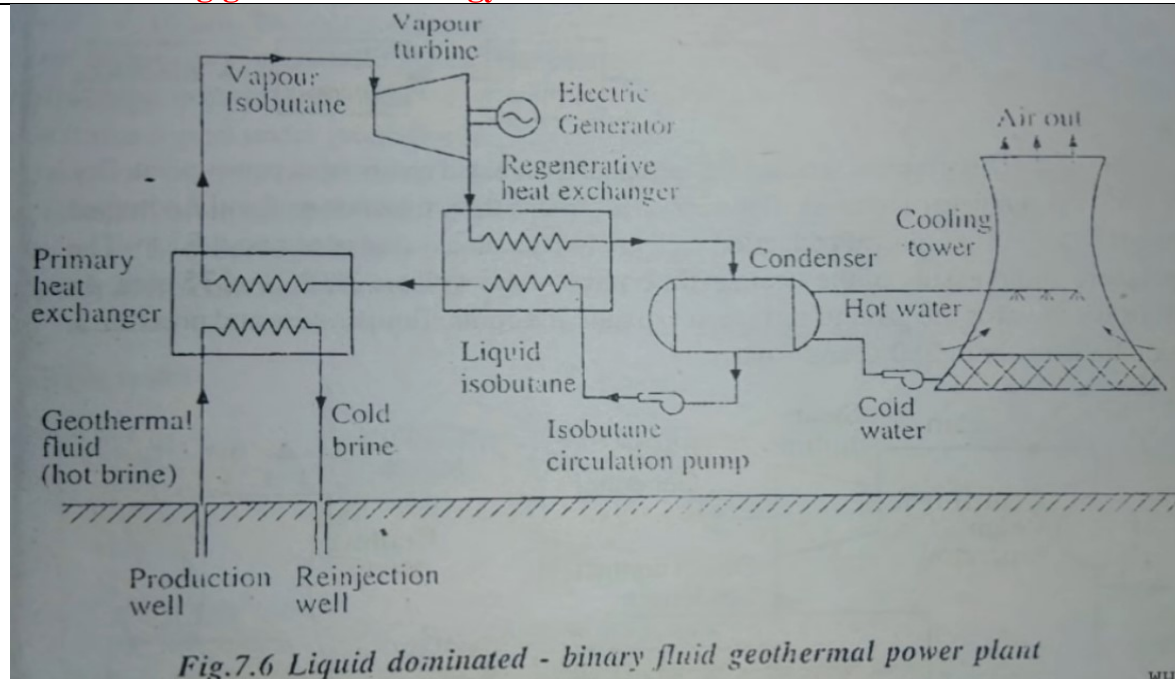 Vapour
turbine
Vapour
Isobutane
Electric
Generator
Air out
Regenerative
heat exchanger
Cooling
tower
Primary
heat
exchanger
Condenser
Hot water
Liquid
isobutane
Geothermal
fluid
(hot brine)
Cold
brine
Isobutane
circulation pump
Cold
water
Production
well
Reinjection
well
Fig.7.6 Liquid dominated - binary fluid geothermal power plant